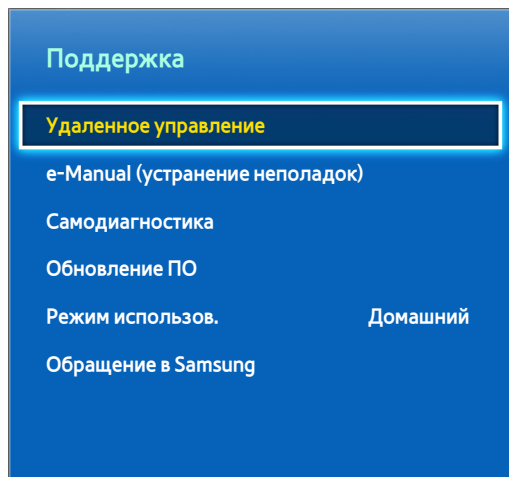 Поддержка
Удаленное управление
e-Manual (устранение неполадок)
Самодиагностика
Обновление ПО
Режим использов. Домашний
Обращение в Samsung